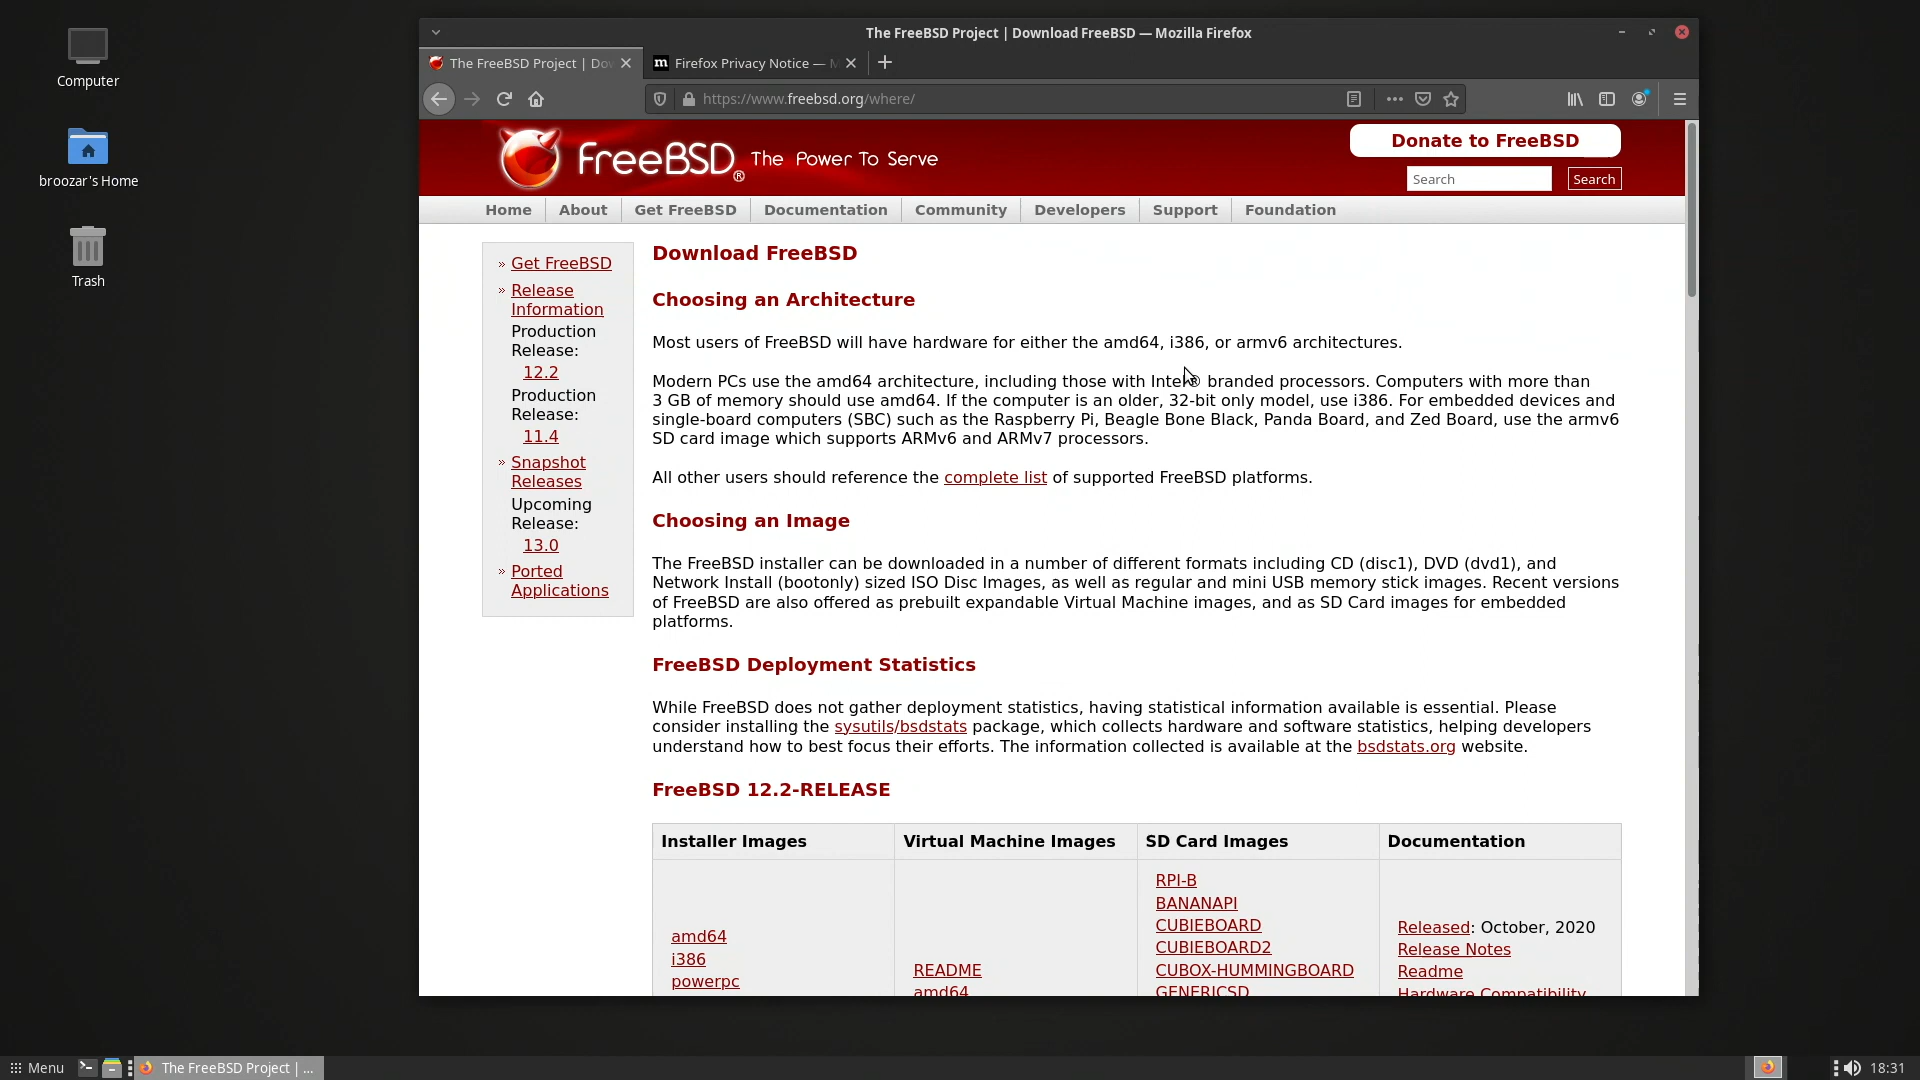 Computer
broozar's Home
Trash
The FreeBSD Project | Download FreeBSD — Mozilla Firefox
The FreeBSD Project | Dow
m Firefox Privacy Notice — M
https://www.freebsd.org/where/
FreeBSD® The Power To Serve
Donate to FreeBSD
Search Search
Home About Get FreeBSD Documentation Community Developers Support Foundation
» Get FreeBSD
» Release
Information
Production
Release:
12.2
Production
Release:
11.4
» Snapshot
Releases
Upcoming
Release:
13.0
» Ported
Applications
Download FreeBSD
Choosing an Architecture
Most users of FreeBSD will have hardware for either the amd64, i386, or armv6 architectures.
Modern PCs use the amd64 architecture, including those with Intel® branded processors. Computers with more than
3 GB of memory should use amd64. If the computer is an older, 32-bit only model, use i386. For embedded devices and
single-board computers (SBC) such as the Raspberry Pi, Beagle Bone Black, Panda Board, and Zed Board, use the armv6
SD card image which supports ARMv6 and ARMv7 processors.
All other users should reference the complete list of supported FreeBSD platforms.
Choosing an Image
The FreeBSD installer can be downloaded in a number of different formats including CD (disc1), DVD (dvd1), and
Network Install (bootonly) sized ISO Disc Images, as well as regular and mini USB memory stick images. Recent versions
of FreeBSD are also offered as prebuilt expandable Virtual Machine images, and as SD Card images for embedded
platforms.
FreeBSD Deployment Statistics
While FreeBSD does not gather deployment statistics, having statistical information available is essential. Please
consider installing the sysutils/bsdstats package, which collects hardware and software statistics, helping developers
understand how to best focus their efforts. The information collected is available at the bsdstats.org website.
FreeBSD 12.2-RELEASE
Installer Images
amd64
i386
powerpc
Virtual Machine Images
README
amd64
SD Card Images
RPI-B
BANANAPI
CUBIEBOARD
CUBIEBOARD2
CUBOX-HUMMINGBOARD
GENERICSD
Documentation
Released: October, 2020
Release Notes
Readme
Hardware Compatibility
Menu
The FreeBSD Project | ...
18:31